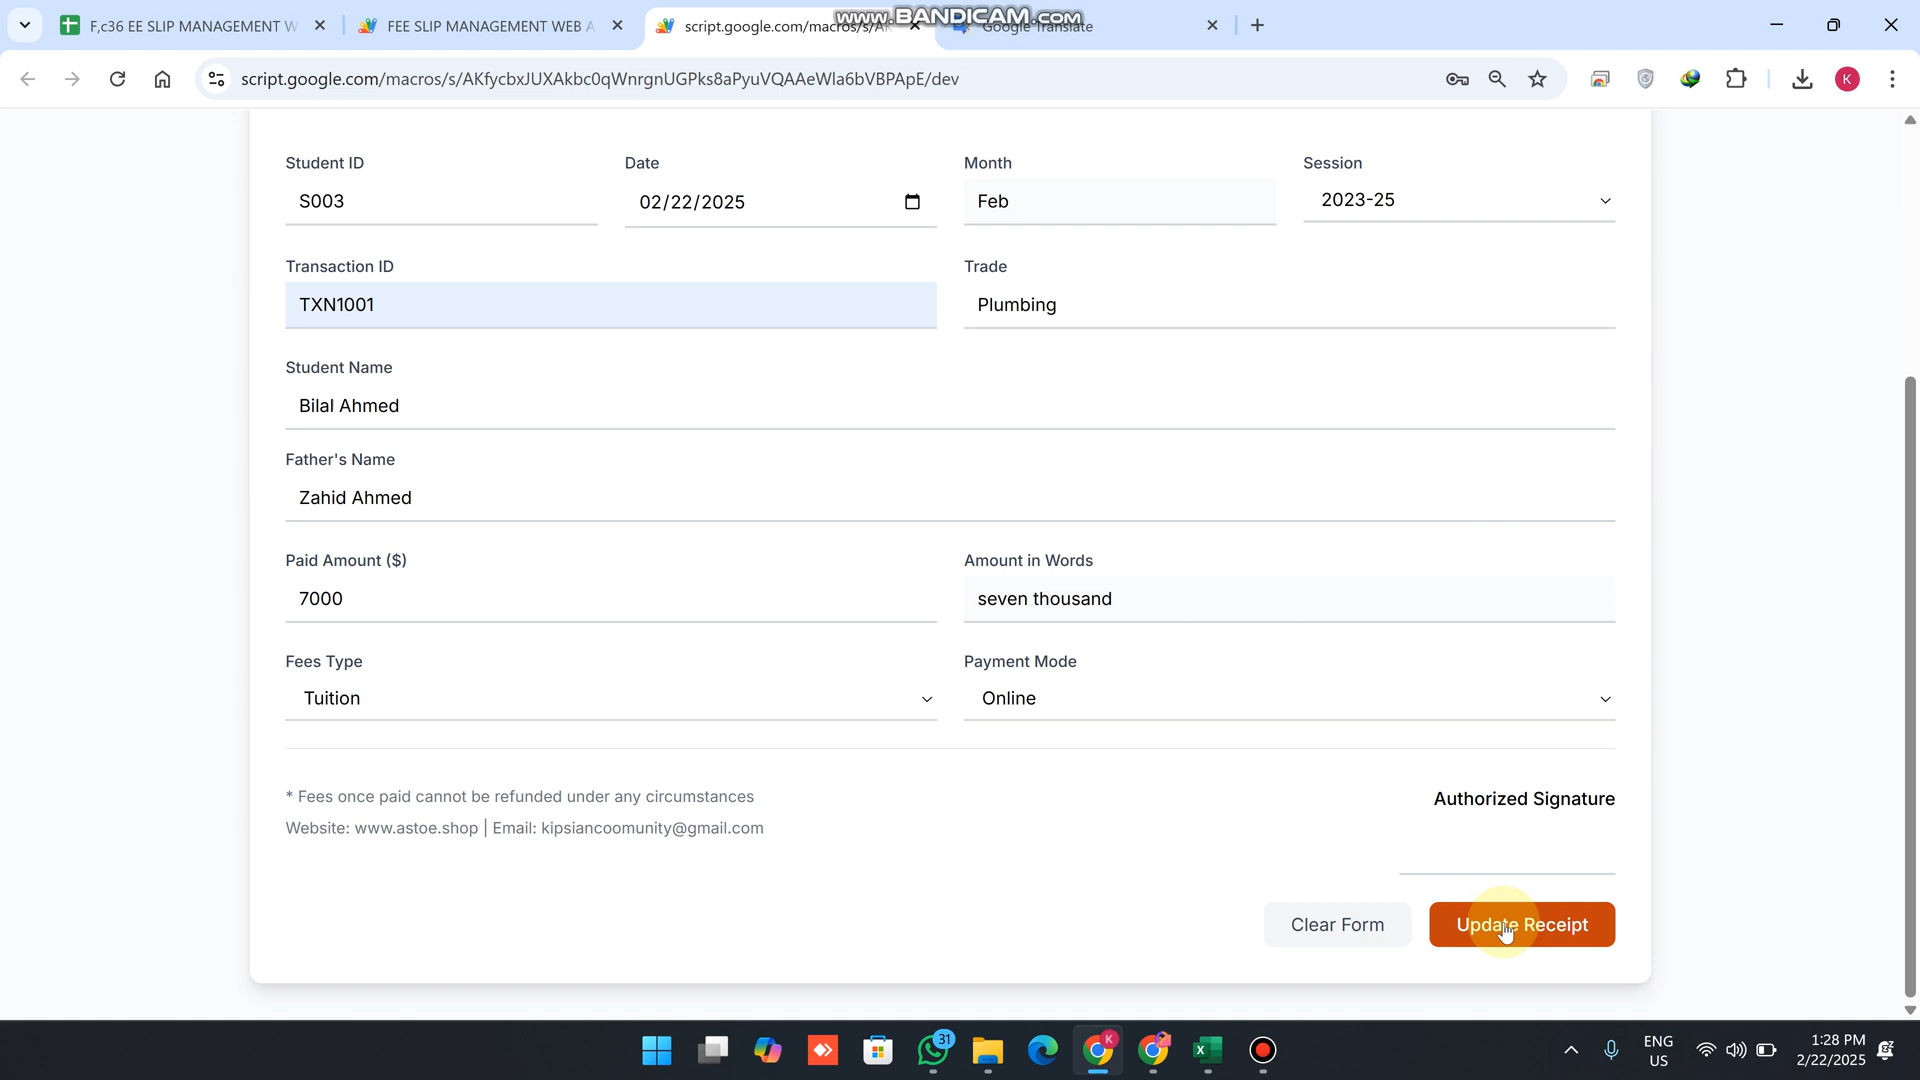 F,c36 EE SLIP MANAGEMENT W
FEE SLIP MANAGEMENT WEB A
script.google.com/macros/s/A
Google Translate
www.BANDICAM.com
script.google.com/macros/s/AKfycbxJUXAkbc0qWnrgnUGPks8aPyuVQAAeWla6bVBPApE/dev
K
Student ID
Date
Month
Session
S003
02/22/2025
Feb
2023-25
Transaction ID
Trade
TXN1001
Plumbing
Student Name
Bilal Ahmed
Father's Name
Zahid Ahmed
Paid Amount ($)
Amount in Words
7000
seven thousand
Fees Type
Payment Mode
Tuition
Online
* Fees once paid cannot be refunded under any circumstances
Authorized Signature
Website: www.astoe.shop | Email: kipsiancoomunity@gmail.com
Clear Form
Update Receipt
31
K
ENG
US
1:28 PM
2/22/2025